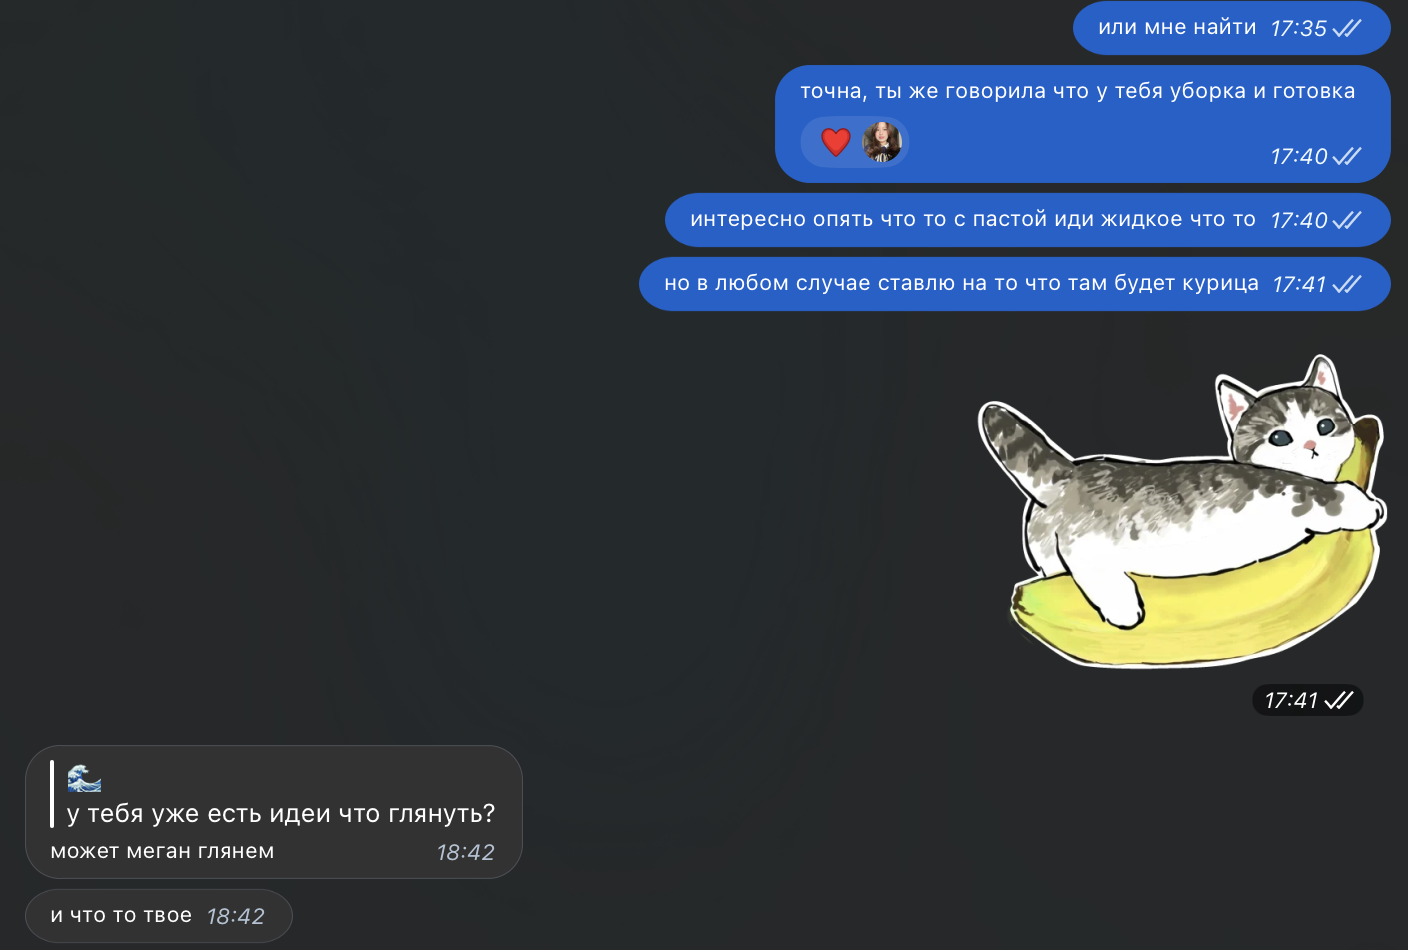 или мне найти 17:35
точна, ты же говорила что у тебя уборка и готовка
17:40
интересно опять что то с пастой иди жидкое что то 17:40
но в любом случае ставлю на то что там будет курица 17:41
17:41
у тебя уже есть идеи что глянуть?
может меган глянем 18:42
и что то твое 18:42